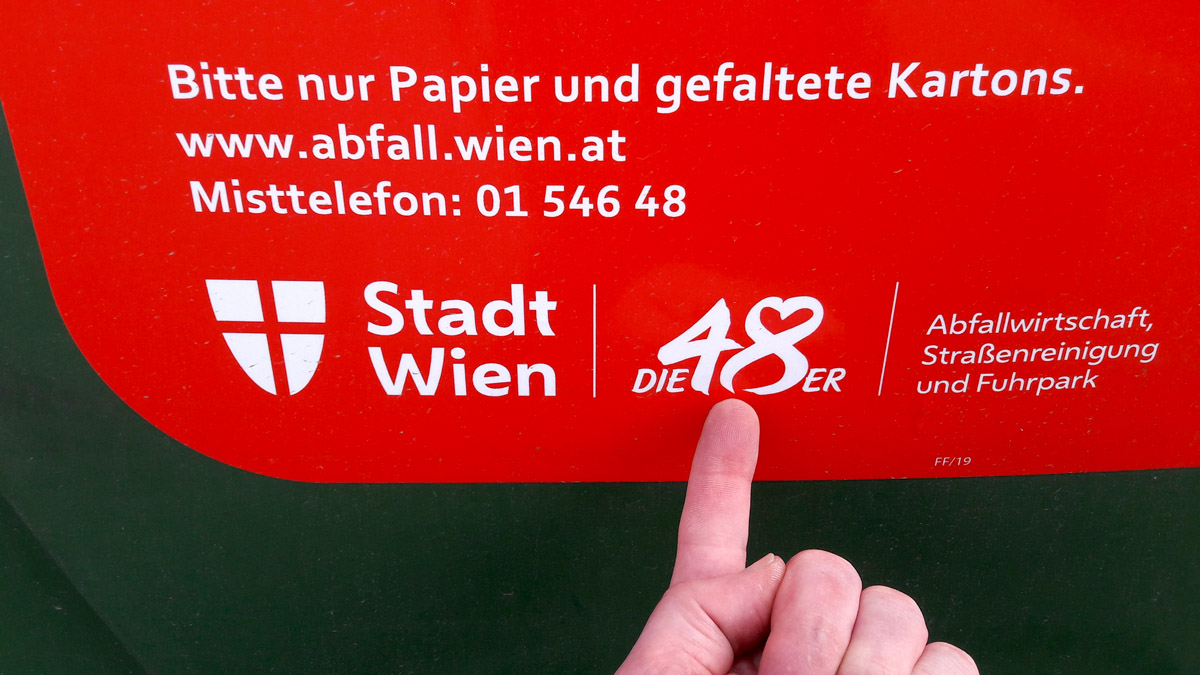 Bitte nur Papier und gefaltete Kartons.
www.abfall.wien.at
Misttelefon: 01 546 48
Stadt
Wien
DIE 48ER
Abfallwirtschaft,
Straßenreinigung
und Fuhrpark
FF/19